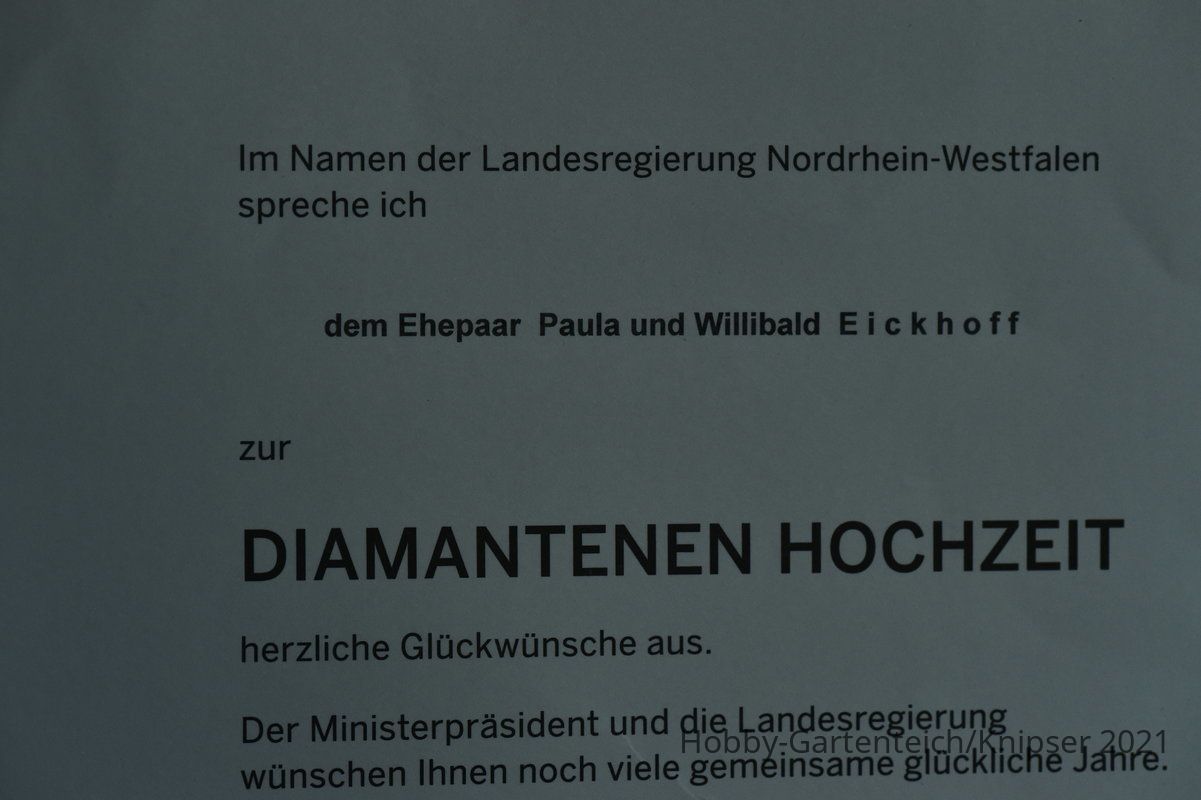 Im Namen der Landesregierung Nordrhein-Westfalen
spreche ich
dem Ehepaar Paula und Willibald Eickhoff
zur
DIAMANTENEN HOCHZEIT
herzliche Glückwünsche aus.
Der Ministerpräsident und die Landesregierung
wünschen Ihnen noch viele gemeinsame glückliche Jahre.
Hobby-Gartenteich/Knipser 2021